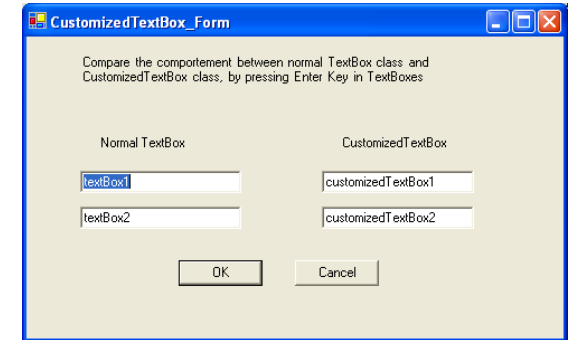 CustomizedTextBox_Form
Compare the comportement between normal TextBox class and
CustomizedTextBox class, by pressing Enter Key in TextBoxes
Normal TextBox CustomizedTextBox
textBox1 customizedTextBox1
textBox2 customizedTextBox2
OK Cancel